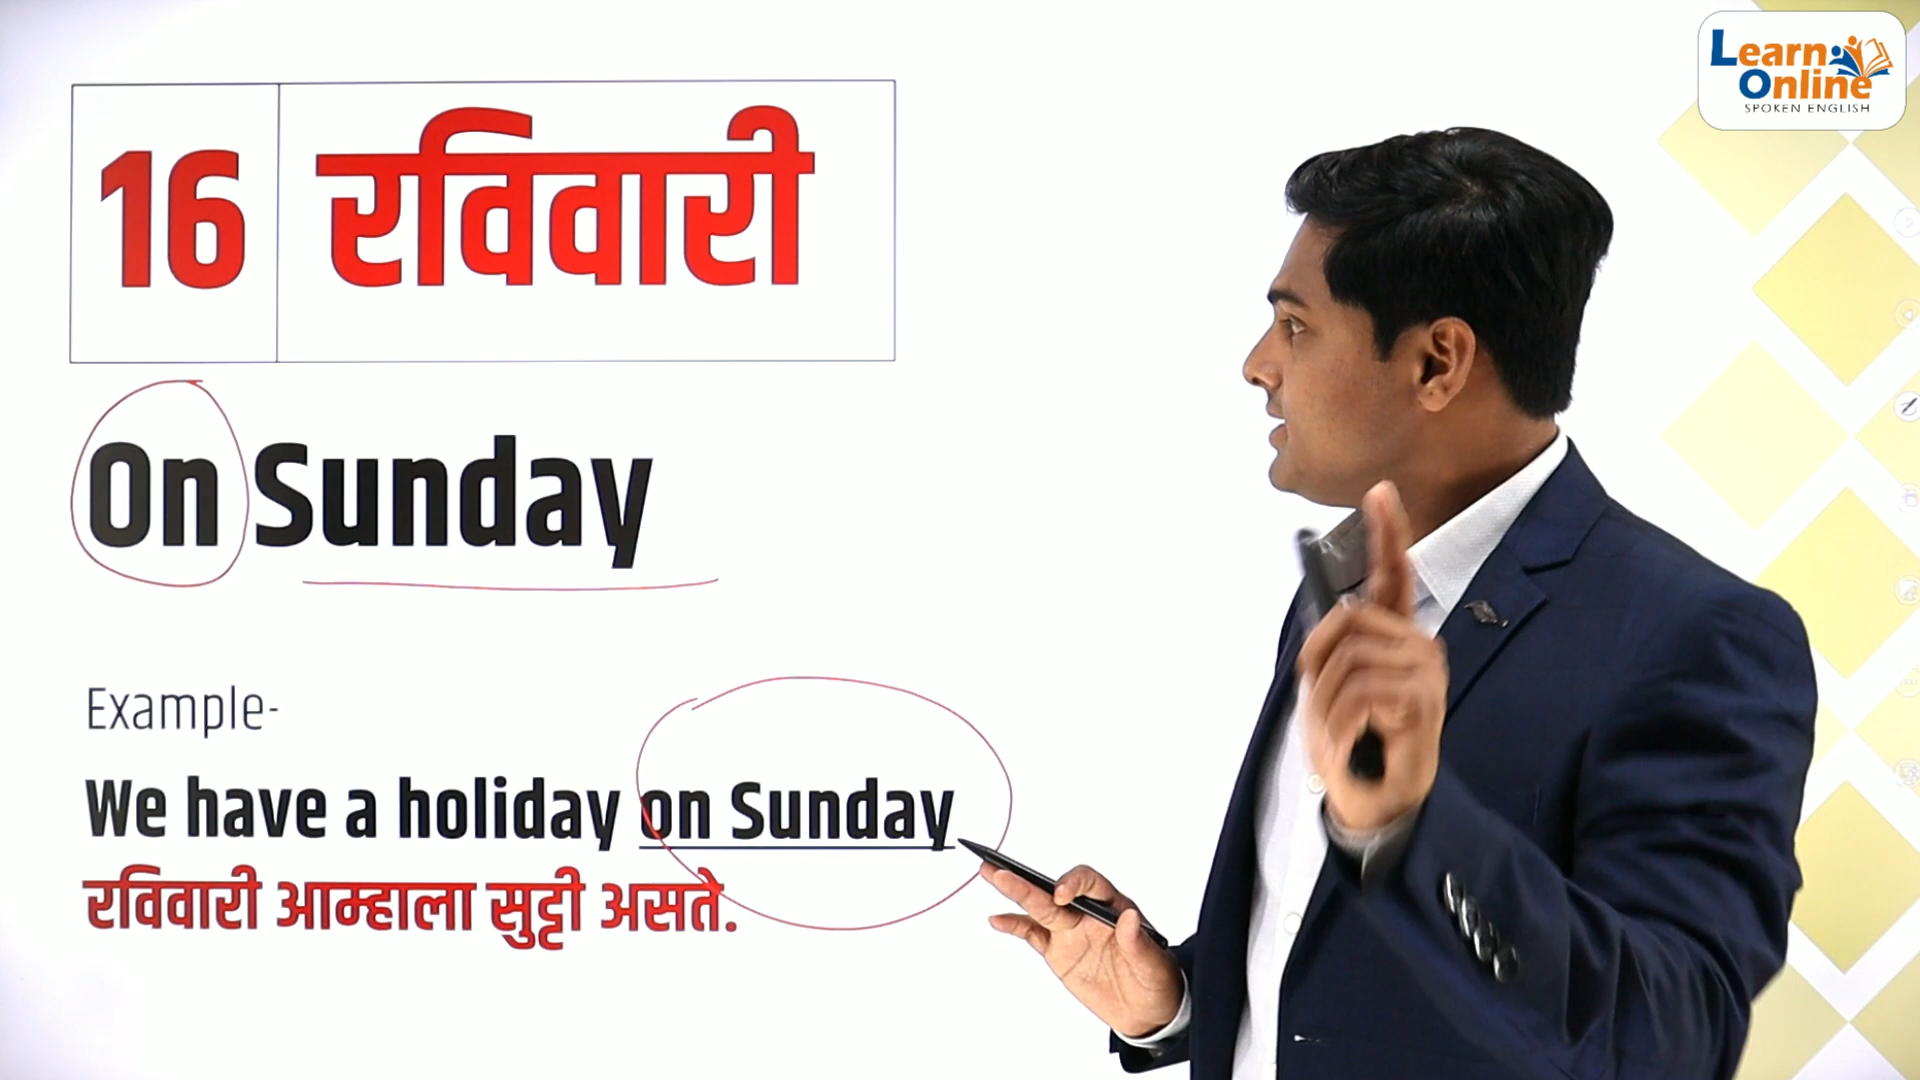 Learn
Online
SPOKEN ENGLISH
16 रविवारी
On Sunday
Example-
We have a holiday on Sunday
रविवारी आम्हाला सुट्टी असते.